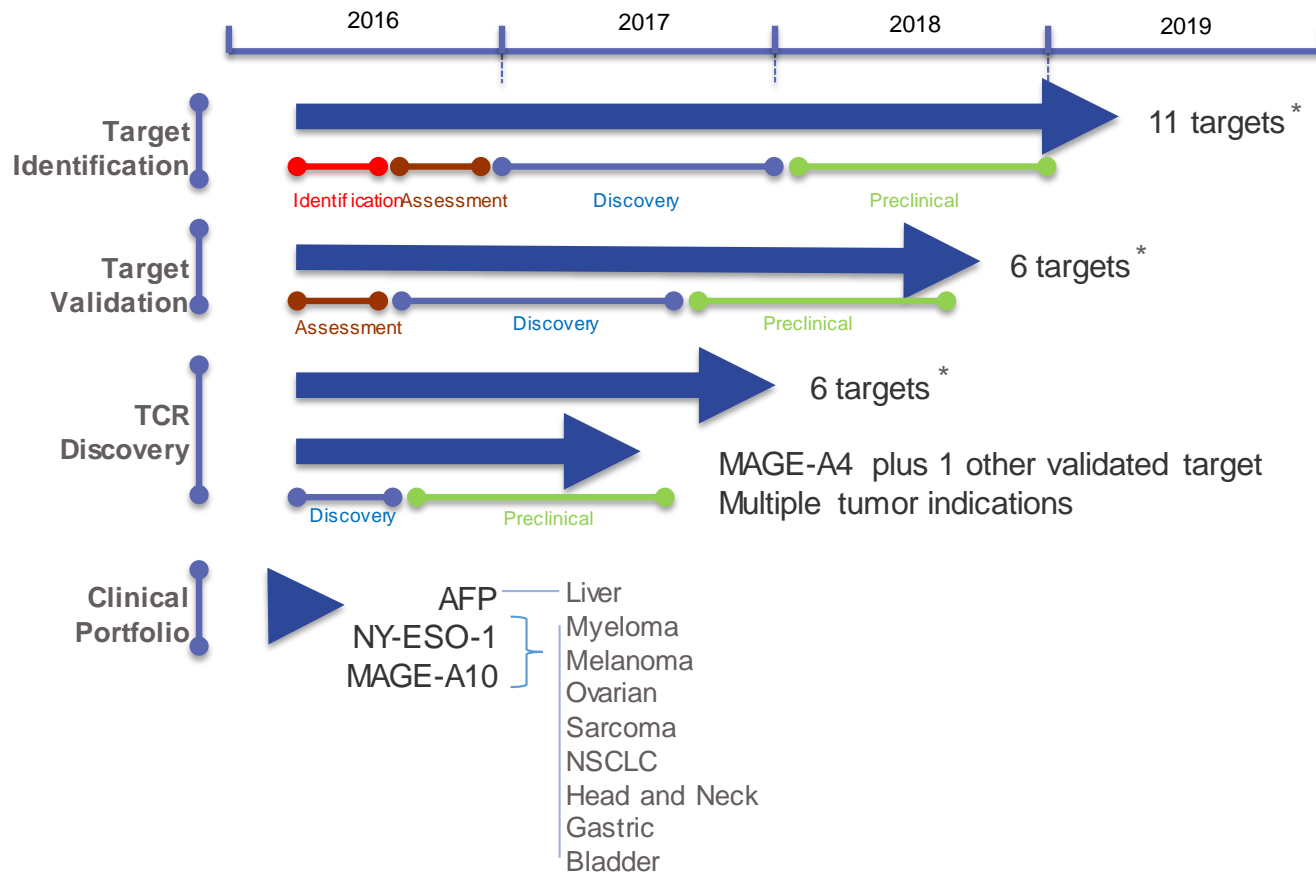 2016 2017 2018 2019
Target
Identification
11 targets *
Identification Assessment Discovery Preclinical
Target
Validation
6 targets *
Assessment Discovery Preclinical
TCR
Discovery
6 targets *
MAGE-A4 plus 1 other validated target
Multiple tumor indications
Discovery Preclinical
Clinical
Portfolio
AFP
NY-ESO-1
MAGE-A10
Liver
Myeloma
Melanoma
Ovarian
Sarcoma
NSCLC
Head and Neck
Gastric
Bladder